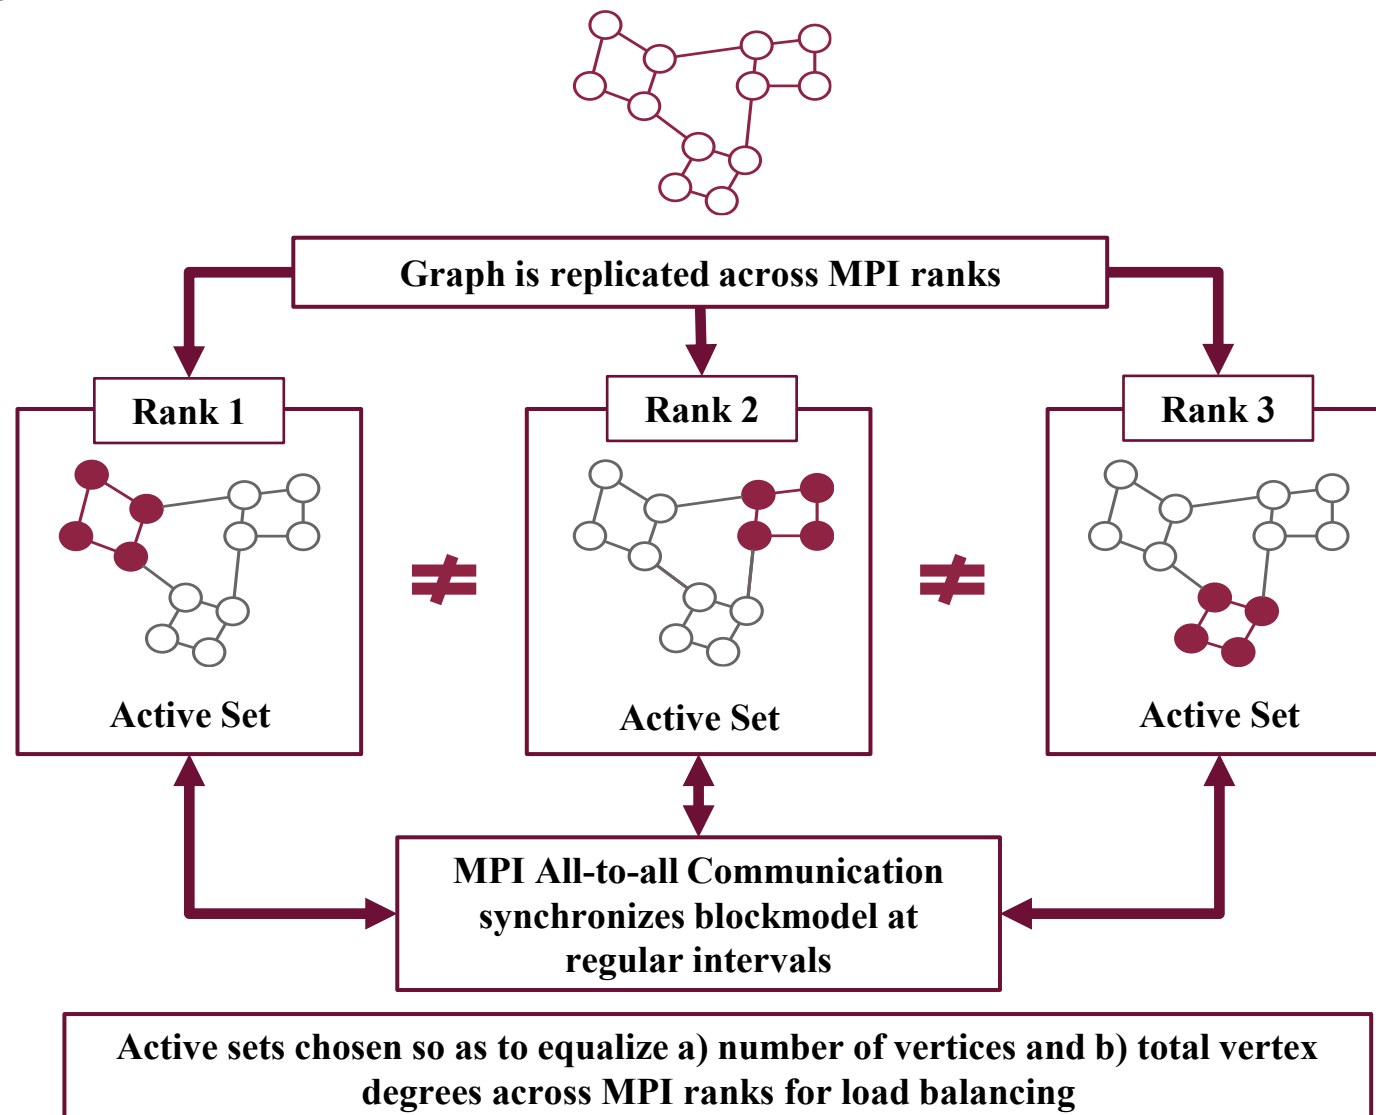 Graph is replicated across MPI ranks
Rank 1
Rank 2
Rank 3
≠
≠
Active Set
Active Set
Active Set
MPI All-to-all Communication
synchronizes blockmodel at
regular intervals
Active sets chosen so as to equalize a) number of vertices and b) total vertex
degrees across MPI ranks for load balancing